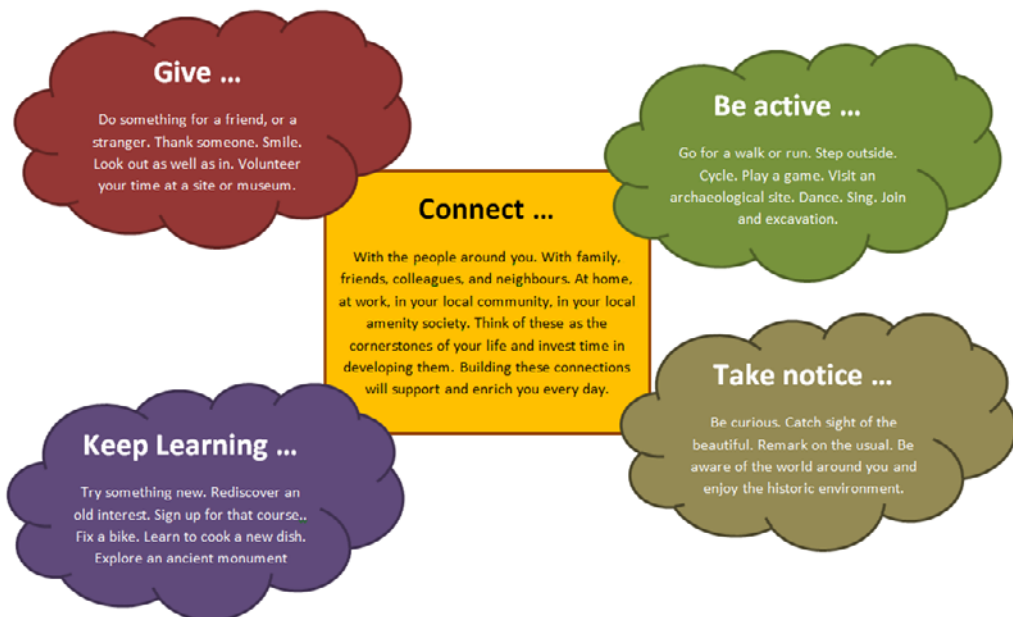 Give ...
Do something for a friend, or a
stranger. Thank someone. Smile.
Look out as well as in. Volunteer
your time at a site or museum.
Be active ...
Go for a walk or run. Step outside.
Cycle. Play a game. Visit an
archaeological site. Dance. Sing. Join
and excavation.
Connect ...
With the people around you. With family,
friends, colleagues, and neighbours. At home,
at work, in your local community, in your local
amenity society. Think of these as the
cornerstones of your life and invest time in
developing them. Building these connections
will support and enrich you every day.
Keep Learning ...
Try something new. Rediscover an
old interest. Sign up for that course..
Fix a bike. Learn to cook a new dish.
Explore an ancient monument
Take notice ...
Be curious. Catch sight of the
beautiful. Remark on the usual. Be
aware of the world around you and
enjoy the historic environment.